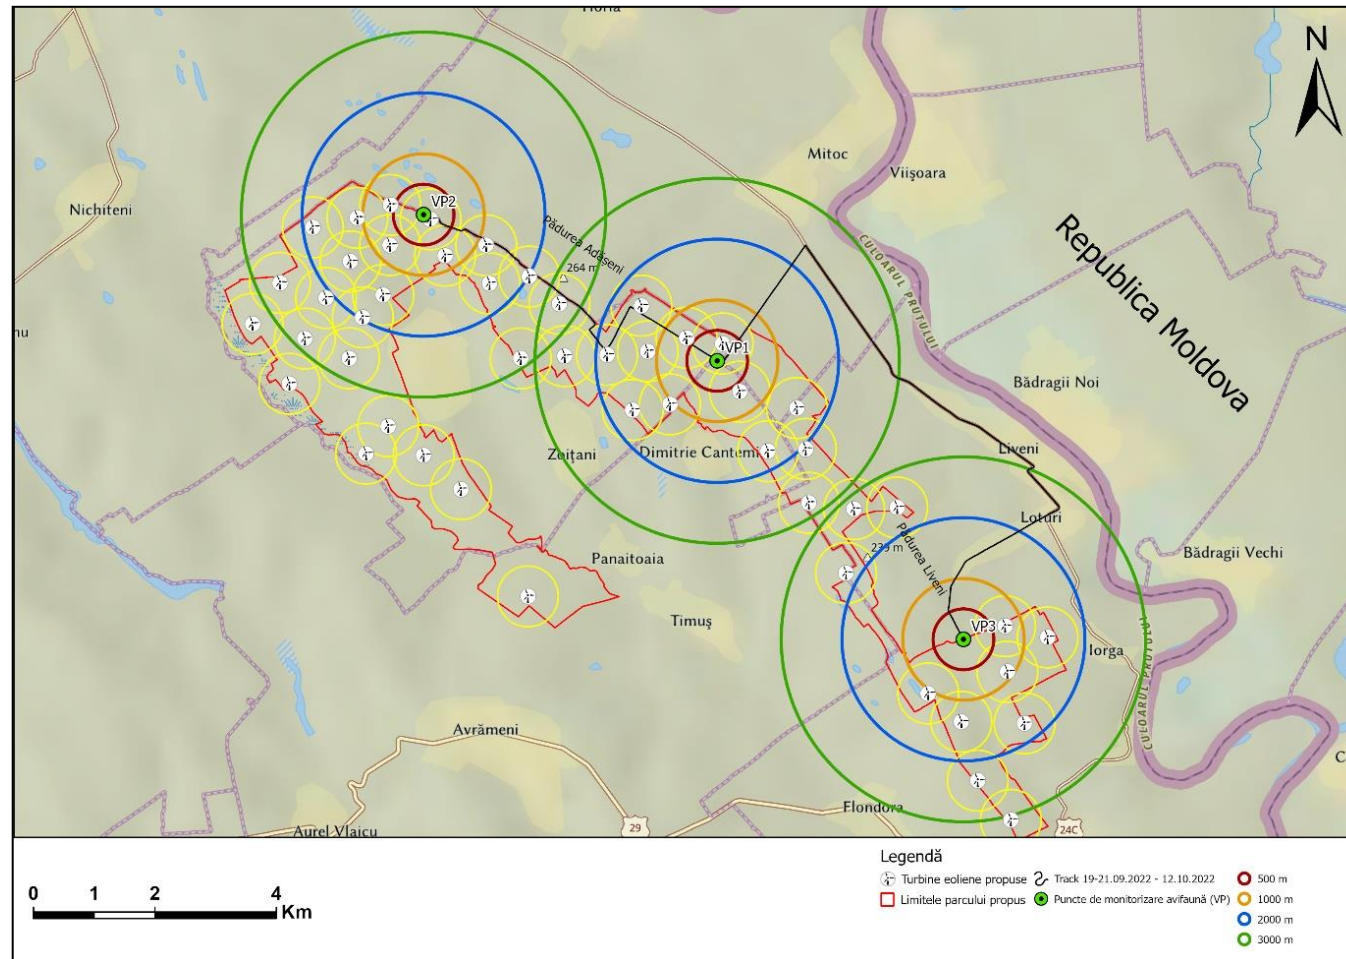 Horia
N
Mitoc
Viișoara
Nichiteni
VP2
Pădurea Adășeni
264 m
CULOARUL PRUTULUI
Republica Moldova
nu
VP1
Bădragii Noi
Zoițani
Dimitrie Cantemi
Liveni
Loturi
Pădurea Liveni
239 m
Bădragii Vechi
Panaitoaia
Timuș
VP3
Iorga
CULOARUL PRUTULUI
Avrămeni
C
Flondora
Aurel Vlaicu
29
24C
Legendă
Turbine eoliene propuse
Track 19-21.09.2022 - 12.10.2022
500 m
Limitele parcului propus
Puncte de monitorizare avifaună (VP)
1000 m
2000 m
3000 m
0 1 2 4
Km